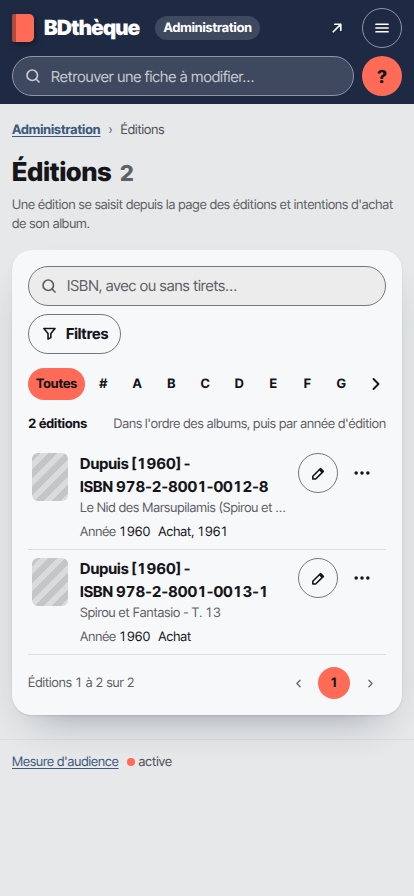 BDthèque Administration
Retrouver une fiche à modifier... ?
Administration › Éditions
Éditions 2
Une édition se saisit depuis la page des éditions et intentions d'achat
de son album.
ISBN, avec ou sans tirets...
Filtres
Toutes # A B C D E F G
2 éditions Dans l'ordre des albums, puis par année d'édition
Dupuis [1960] -
ISBN 978-2-8001-0012-8
Le Nid des Marsupilamis (Spirou et ...
Année 1960 Achat, 1961
Dupuis [1960] -
ISBN 978-2-8001-0013-1
Spirou et Fantasio - T. 13
Année 1960 Achat
Éditions 1 à 2 sur 2 ‹ 1 ›
Mesure d'audience active